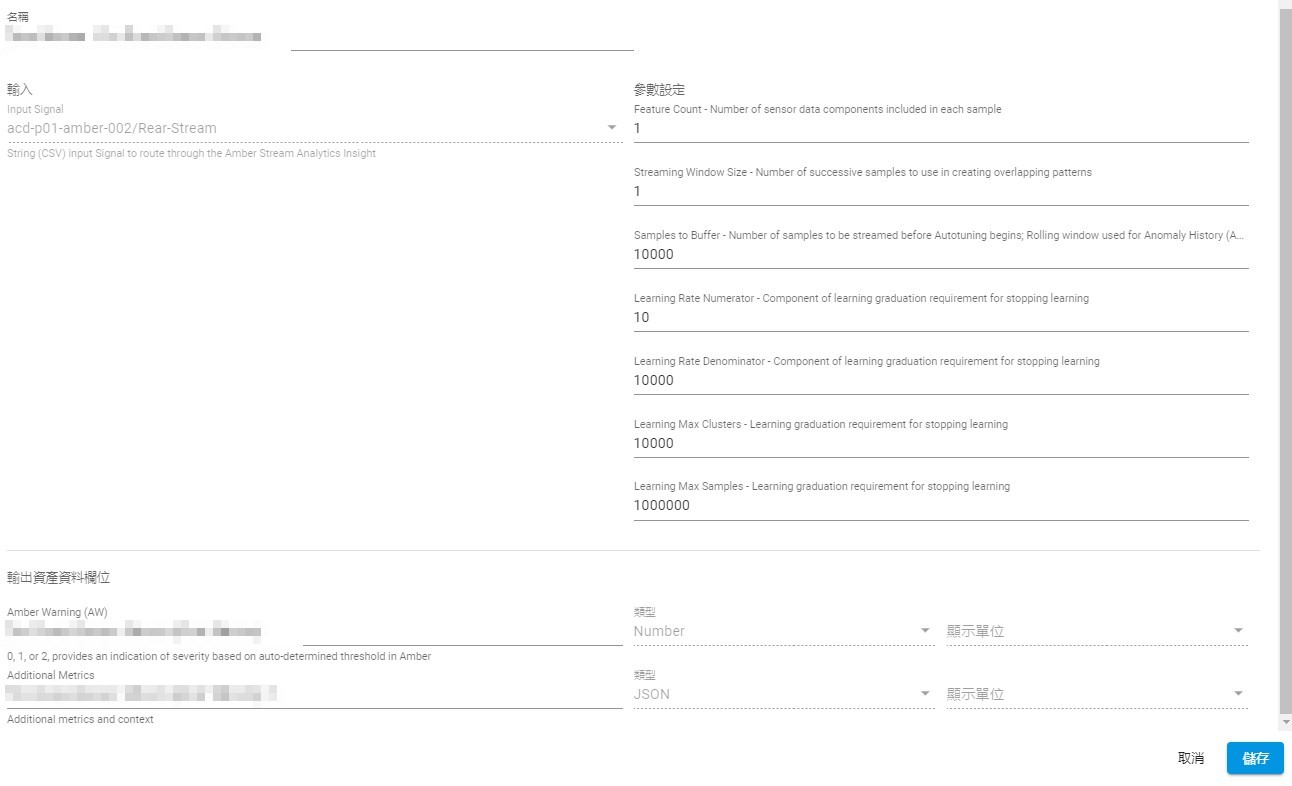 名稱
輸入
Input Signal
acd-p01-amber-002/Rear-Stream
String (CSV) Input Signal to route through the Amber Stream Analytics Insight
參數設定
Feature Count - Number of sensor data components included in each sample
1
Streaming Window Size - Number of successive samples to use in creating overlapping patterns
1
Samples to Buffer - Number of samples to be streamed before Autotuning begins; Rolling window used for Anomaly History (A...
10000
Learning Rate Numerator - Component of learning graduation requirement for stopping learning
10
Learning Rate Denominator - Component of learning graduation requirement for stopping learning
10000
Learning Max Clusters - Learning graduation requirement for stopping learning
10000
Learning Max Samples - Learning graduation requirement for stopping learning
1000000
輸出資產資料欄位
Amber Warning (AW)
類型
Number 顯示單位
0, 1, or 2, provides an indication of severity based on auto-determined threshold in Amber
Additional Metrics
類型
JSON 顯示單位
Additional metrics and context
取消 儲存